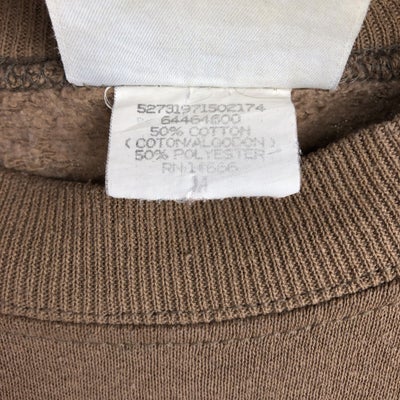 52731971502174
64464600
50% COTTON
(COTON/ALGODON)
50% POLYESTER
M